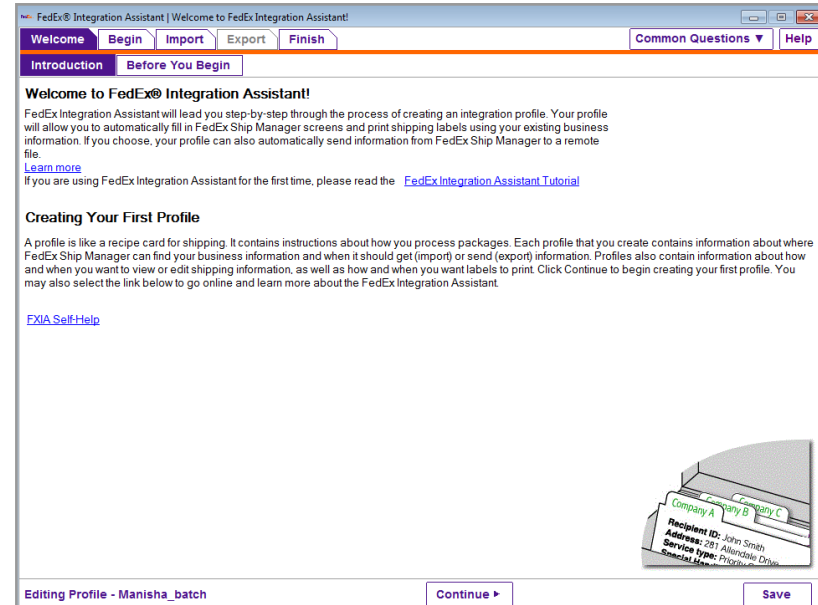 FedEx® Integration Assistant | Welcome to FedEx Integration Assistant!
Welcome Begin Import Export Finish Common Questions ▼ Help
Introduction Before You Begin
Welcome to FedEx® Integration Assistant!
FedEx Integration Assistant will lead you step-by-step through the process of creating an integration profile. Your profile
will allow you to automatically fill in FedEx Ship Manager screens and print shipping labels using your existing business
information. If you choose, your profile can also automatically send information from FedEx Ship Manager to a remote
file.
Learn more
If you are using FedEx Integration Assistant for the first time, please read the FedEx Integration Assistant Tutorial
Creating Your First Profile
A profile is like a recipe card for shipping. It contains instructions about how you process packages. Each profile that you create contains information about where
FedEx Ship Manager can find your business information and when it should get (import) or send (export) information. Profiles also contain information about how
and when you want to view or edit shipping information, as well as how and when you want labels to print. Click Continue to begin creating your first profile. You
may also select the link below to go online and learn more about the FedEx Integration Assistant.
FXIA Self-Help
Company A Company B Company C
Recipient ID: John Smith
Address: 281 Allendale Drive
Service type: Priority
Special
Editing Profile - Manisha_batch Continue ► Save